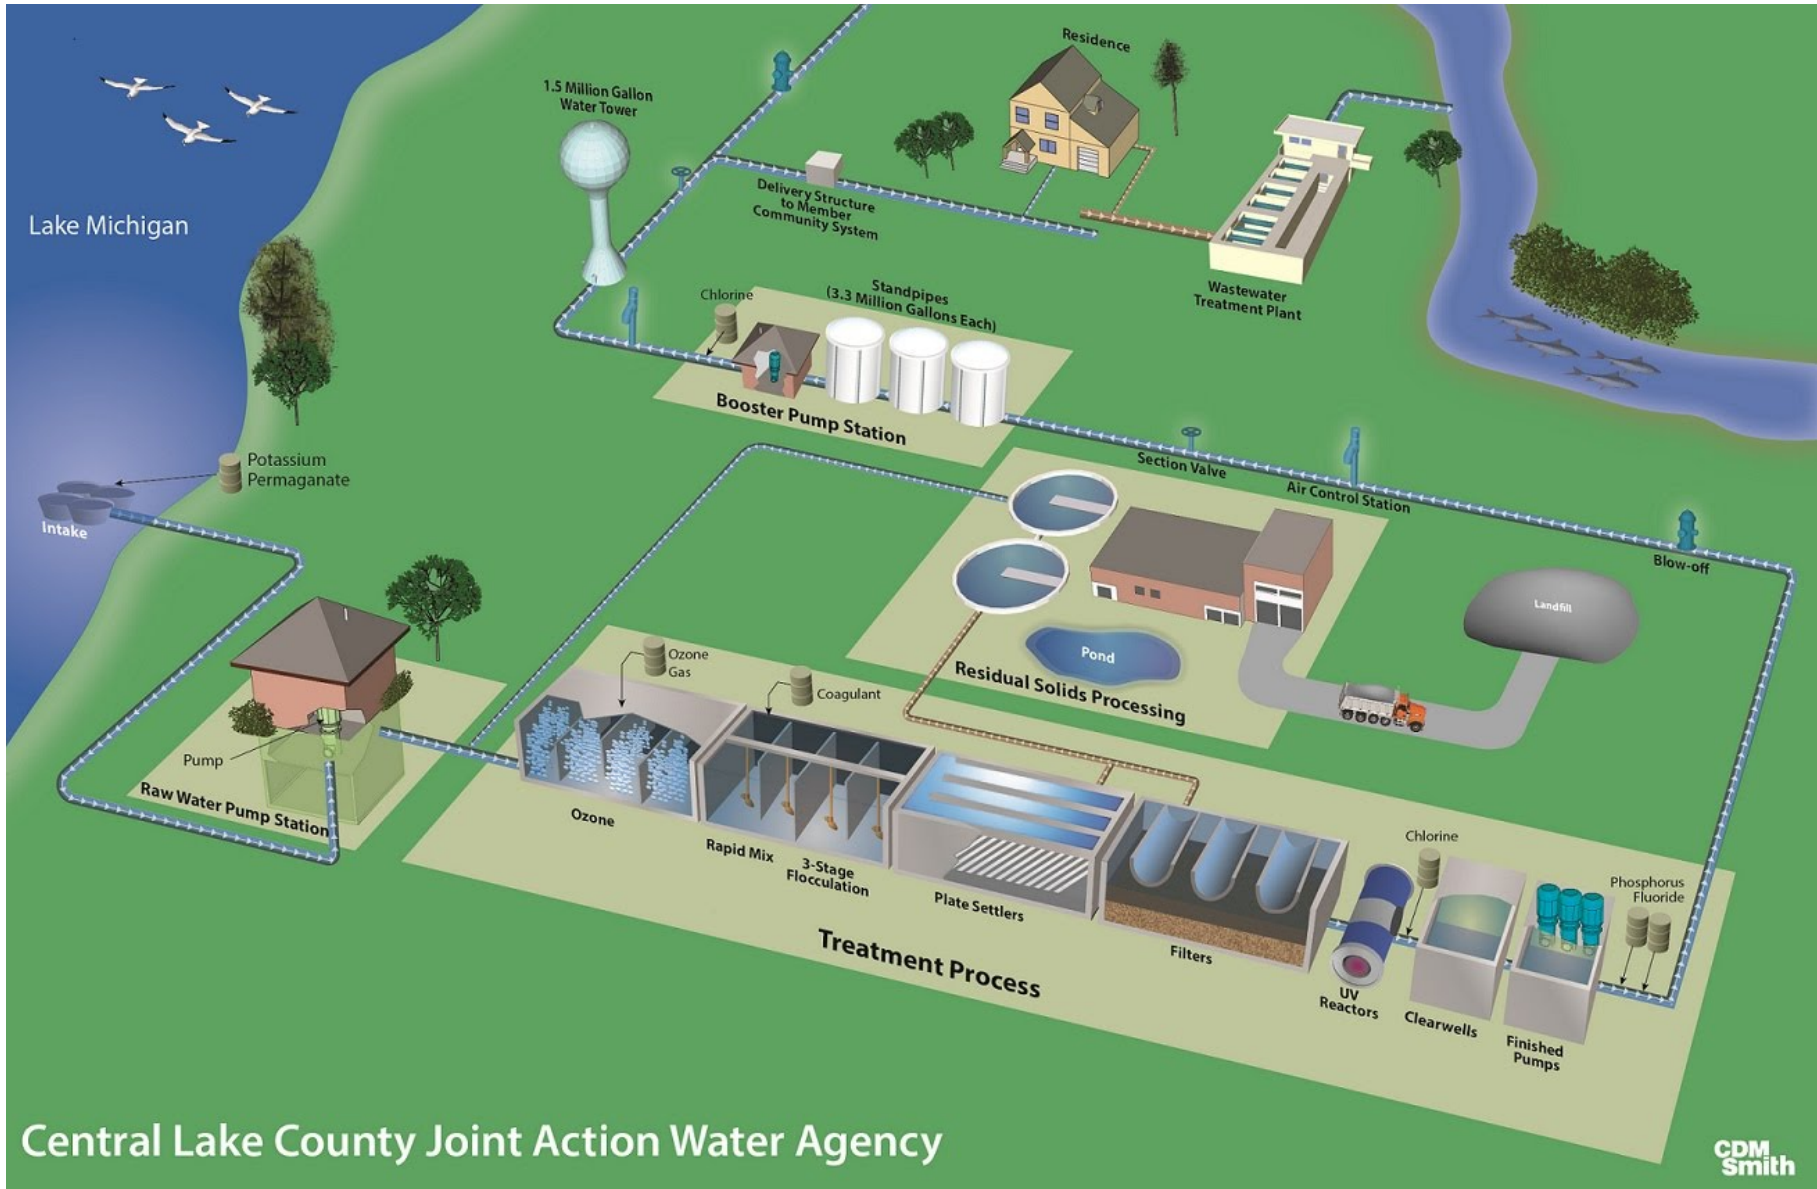 Residence
1.5 Million Gallon
Water Tower
Lake Michigan
Delivery Structure
to Member
Community System
Wastewater
Treatment Plant
Chlorine
Standpipes
(3.3 Million Gallons Each)
Booster Pump Station
Section Valve
Air Control Station
Blow-off
Potassium
Permaganate
Intake
Landfill
Pond
Residual Solids Processing
Ozone
Gas
Coagulant
Pump
Raw Water Pump Station
Ozone
Rapid Mix
3-Stage
Flocculation
Plate Settlers
Filters
Chlorine
Phosphorus
Fluoride
UV
Reactors
Clearwells
Finished
Pumps
Treatment Process
Central Lake County Joint Action Water Agency
CDM
Smith